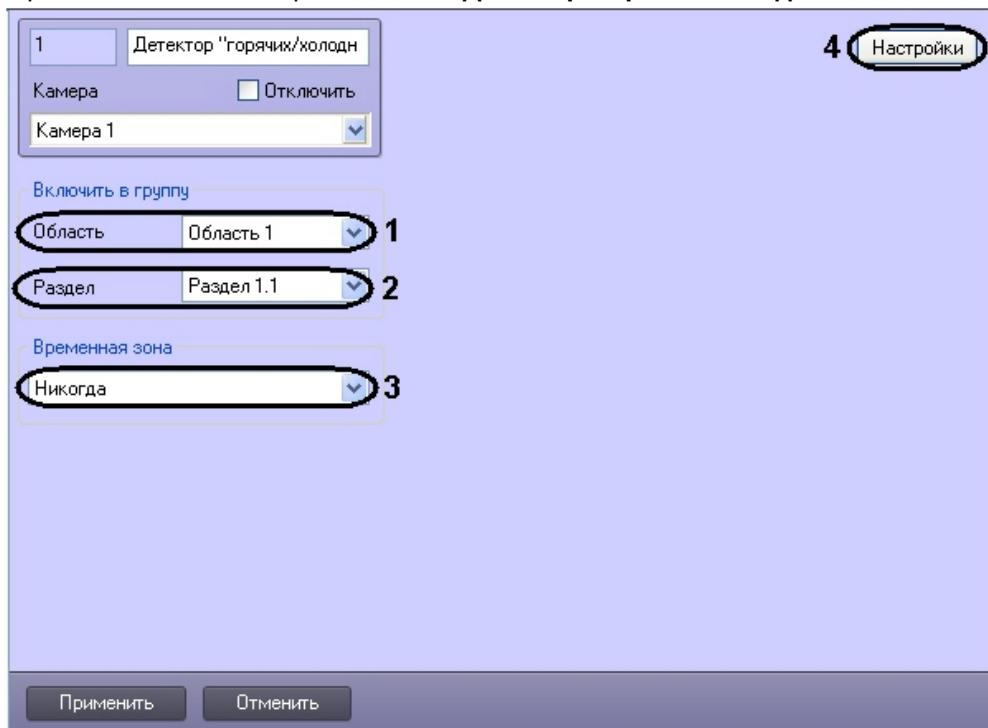 1 Детектор "горячих/холодн
4 Настройки
Камера Отключить
Камера 1
Включить в группу
Область Область 1 1
Раздел Раздел 1.1 2
Временная зона
Никогда 3
Применить Отменить